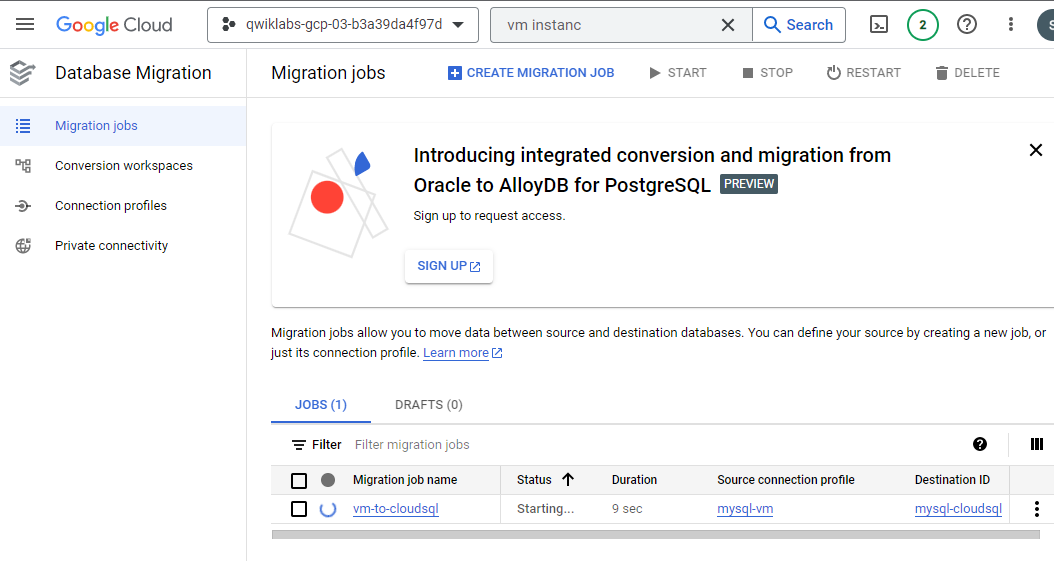 Google Cloud
qwiklabs-gcp-03-b3a39da4f97d
vm instanc
Search
2
S
Database Migration
Migration jobs
CREATE MIGRATION JOB
START
STOP
RESTART
DELETE
Migration jobs
Conversion workspaces
Connection profiles
Private connectivity
Introducing integrated conversion and migration from
Oracle to AlloyDB for PostgreSQL PREVIEW
Sign up to request access.
SIGN UP
Migration jobs allow you to move data between source and destination databases. You can define your source by creating a new job, or
just its connection profile. Learn more
JOBS (1)
DRAFTS (0)
Filter Filter migration jobs
Migration job name Status Duration Source connection profile Destination ID
vm-to-cloudsql Starting... 9 sec mysql-vm mysql-cloudsql